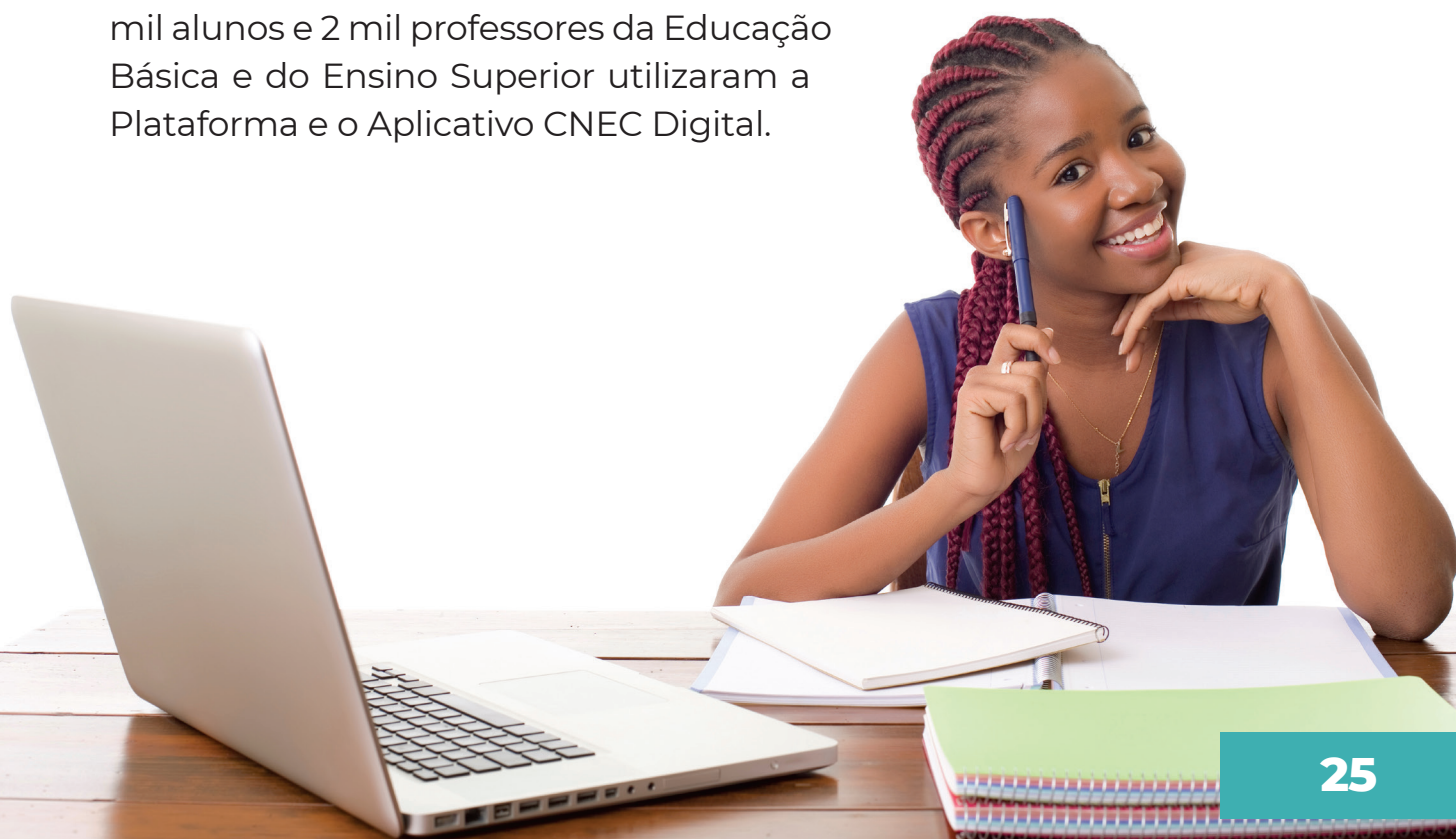 mil alunos e 2 mil professores da Educação
Básica e do Ensino Superior utilizaram a
Plataforma e o Aplicativo CNEC Digital.
25